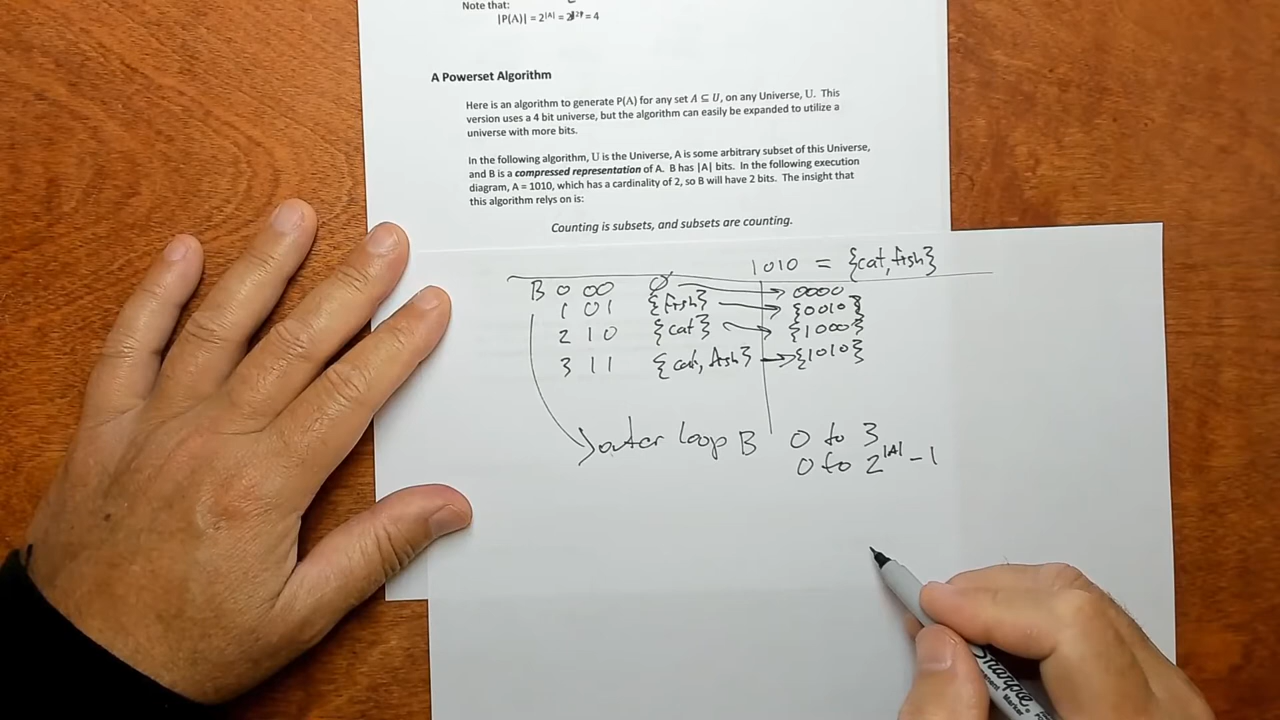 Note that:
|P(A)| = 2^|A| = 2^|2| = 4
A Powerset Algorithm
Here is an algorithm to generate P(A) for any set A ⊆ U, on any Universe, U. This
version uses a 4 bit universe, but the algorithm can easily be expanded to utilize a
universe with more bits.
In the following algorithm, U is the Universe, A is some arbitrary subset of this Universe,
and B is a compressed representation of A. B has |A| bits. In the following execution
diagram, A = 1010, which has a cardinality of 2, so B will have 2 bits. The insight that
this algorithm relies on is:
Counting is subsets, and subsets are counting.
1010 = {cat, fish}
B 0 00 ∅ → 0000
1 01 {fish} → {0010}
2 10 {cat} → {1000}
3 11 {cat, fish} → {1010}
outer loop B 0 to 3
0 to 2^|A| - 1
Sharpie